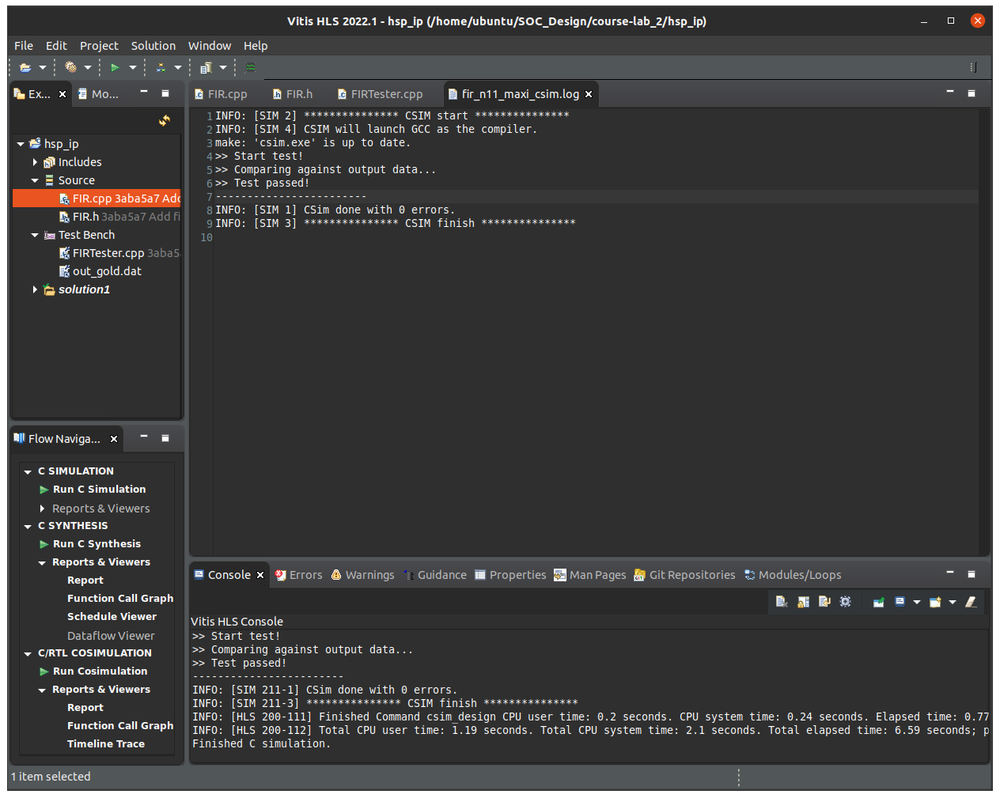 Vitis HLS 2022.1 - hsp_ip (/home/ubuntu/SOC_Design/course-lab_2/hsp_ip)
File Edit Project Solution Window Help
Ex... Mo...
hsp_ip
Includes
Source
FIR.cpp 3aba5a7 Add
FIR.h 3aba5a7 Add fi
Test Bench
FIRTester.cpp 3aba5
out_gold.dat
solution1
Flow Naviga...
C SIMULATION
Run C Simulation
Reports & Viewers
C SYNTHESIS
Run C Synthesis
Reports & Viewers
Report
Function Call Graph
Schedule Viewer
Dataflow Viewer
C/RTL COSIMULATION
Run Cosimulation
Reports & Viewers
Report
Function Call Graph
Timeline Trace
FIR.cpp FIR.h FIRTester.cpp fir_n11_maxi_csim.log
1 INFO: [SIM 2] *************** CSIM start ***************
2 INFO: [SIM 4] CSIM will launch GCC as the compiler.
3 make: 'csim.exe' is up to date.
4 >> Start test!
5 >> Comparing against output data...
6 >> Test passed!
7 ------------------------
8 INFO: [SIM 1] CSim done with 0 errors.
9 INFO: [SIM 3] *************** CSIM finish ***************
10
Console Errors Warnings Guidance Properties Man Pages Git Repositories Modules/Loops
Vitis HLS Console
>> Start test!
>> Comparing against output data...
>> Test passed!
------------------------
INFO: [SIM 211-1] CSim done with 0 errors.
INFO: [SIM 211-3] *************** CSIM finish ***************
INFO: [HLS 200-111] Finished Command csim_design CPU user time: 0.2 seconds. CPU system time: 0.24 seconds. Elapsed time: 0.77
INFO: [HLS 200-112] Total CPU user time: 1.19 seconds. Total CPU system time: 2.1 seconds. Total elapsed time: 6.59 seconds; p
Finished C simulation.
1 item selected